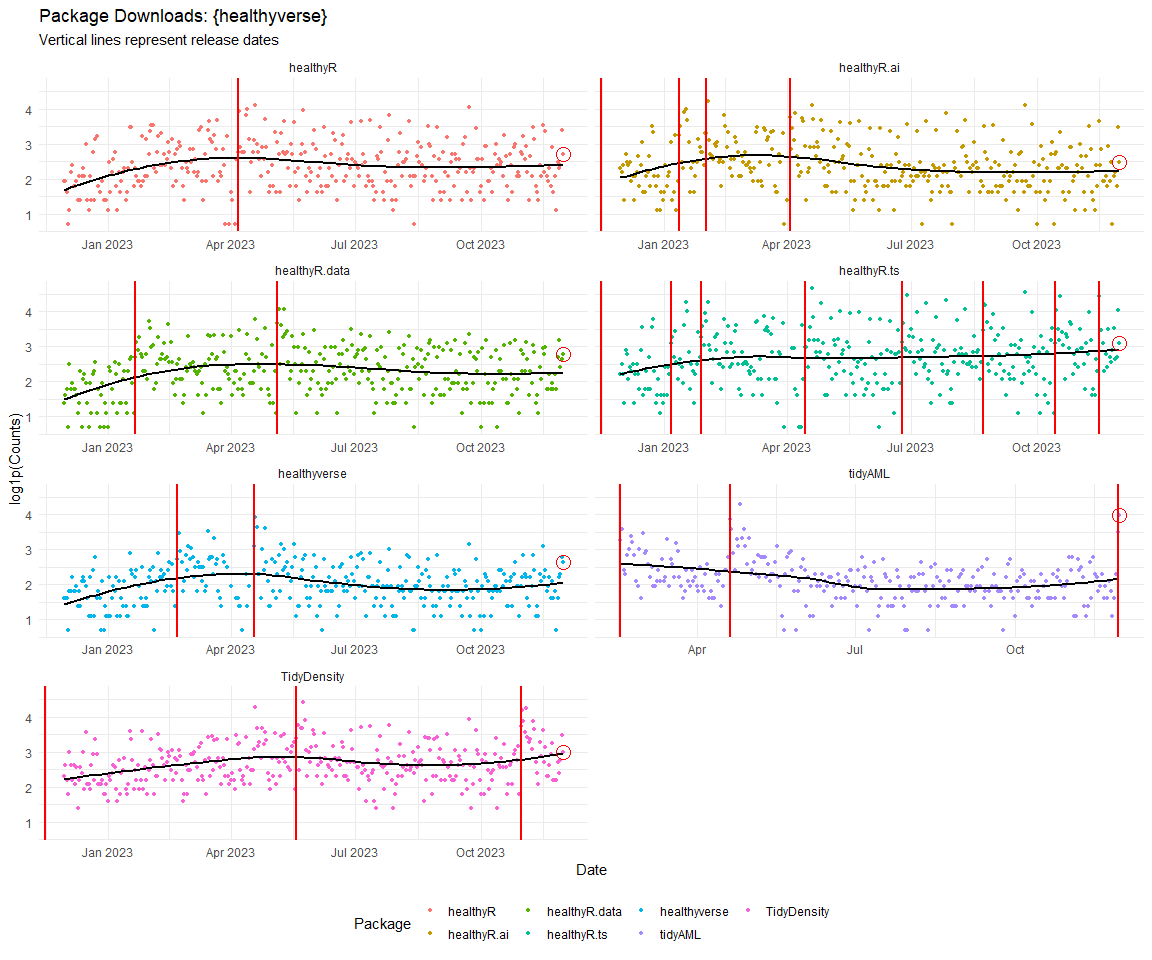 Package Downloads: {healthyverse}
Vertical lines represent release dates
healthyR
healthyR.ai
4
3
2
1
Jan 2023 Apr 2023 Jul 2023 Oct 2023
Jan 2023 Apr 2023 Jul 2023 Oct 2023
healthyR.data
healthyR.ts
4
3
2
1
Jan 2023 Apr 2023 Jul 2023 Oct 2023
Jan 2023 Apr 2023 Jul 2023 Oct 2023
log1p(Counts)
healthyverse
tidyAML
4
3
2
1
Jan 2023 Apr 2023 Jul 2023 Oct 2023
Apr Jul Oct
TidyDensity
4
3
2
1
Jan 2023 Apr 2023 Jul 2023 Oct 2023
Date
Package
healthyR healthyR.data healthyverse TidyDensity
healthyR.ai healthyR.ts tidyAML